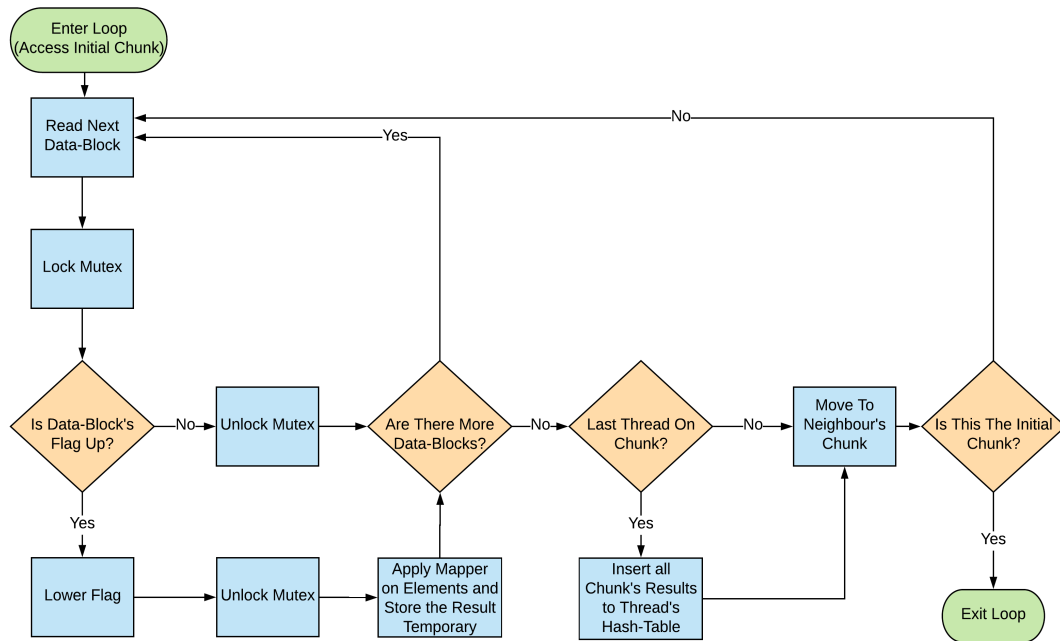 Enter Loop
(Access Initial Chunk)
Read Next
Data-Block
No
Yes
Lock Mutex
Is Data-Block's
Flag Up?
No
Unlock Mutex
Are There More
Data-Blocks?
No
Last Thread On
Chunk?
No
Move To
Neighbour's
Chunk
Is This The Initial
Chunk?
Yes
Yes
Yes
Lower Flag
Unlock Mutex
Apply Mapper
on Elements and
Store the Result
Temporary
Insert all
Chunk's Results
to Thread's
Hash-Table
Exit Loop